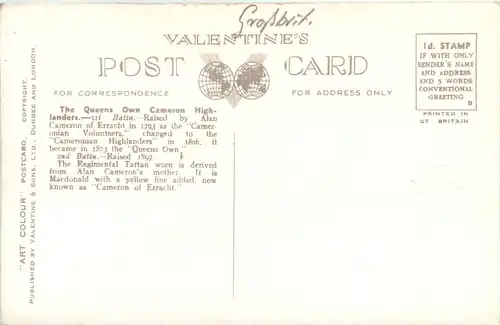 Großbrit.
VALENTINE'S
POST CARD
FOR CORRESPONDENCE
FOR ADDRESS ONLY
1d. STAMP
IF WITH ONLY
SENDER'S NAME
AND ADDRESS
AND 5 WORDS
CONVENTIONAL
GREETING
B
PRINTED IN
GT BRITAIN
The Queens Own Cameron High-
landers.—1st Battn.—Raised by Alan
Cameron of Erracht in 1793 as the "Camer-
onian Volunteers," changed to the
"Cameronian Highlanders" in 1806, it
became in 1873 the "Queens Own"
2nd Battn.—Raised 1897.
The Regimental Tartan worn is derived
from Alan Cameron's mother. It is
Macdonald with a yellow line added, now
known as "Cameron of Erracht."
"ART COLOUR" POSTCARD. COPYRIGHT.
PUBLISHED BY VALENTINE & SONS, LTD., DUNDEE AND LONDON.